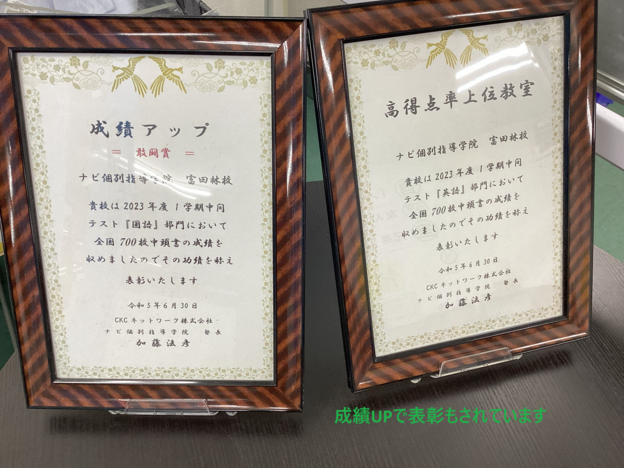 成績アップ
＝ 敢闘賞 ＝
ナビ個別指導学院 富田林校
貴校は2023年度1学期中間
テスト『国語』部門において
全国700校中頭書の成績を
収めましたのでその功績を称え
表彰いたします
令和5年6月30日
CKCネットワーク株式会社
ナビ個別指導学院 塾長
加藤法彦
高得点率上位教室
ナビ個別指導学院 富田林校
貴校は2023年度1学期中間
テスト『英語』部門において
全国700校中頭書の成績を
収めましたのでその功績を称え
表彰いたします
令和5年6月30日
CKCネットワーク株式会社
ナビ個別指導学院 塾長
加藤法彦
成績UPで表彰もされています